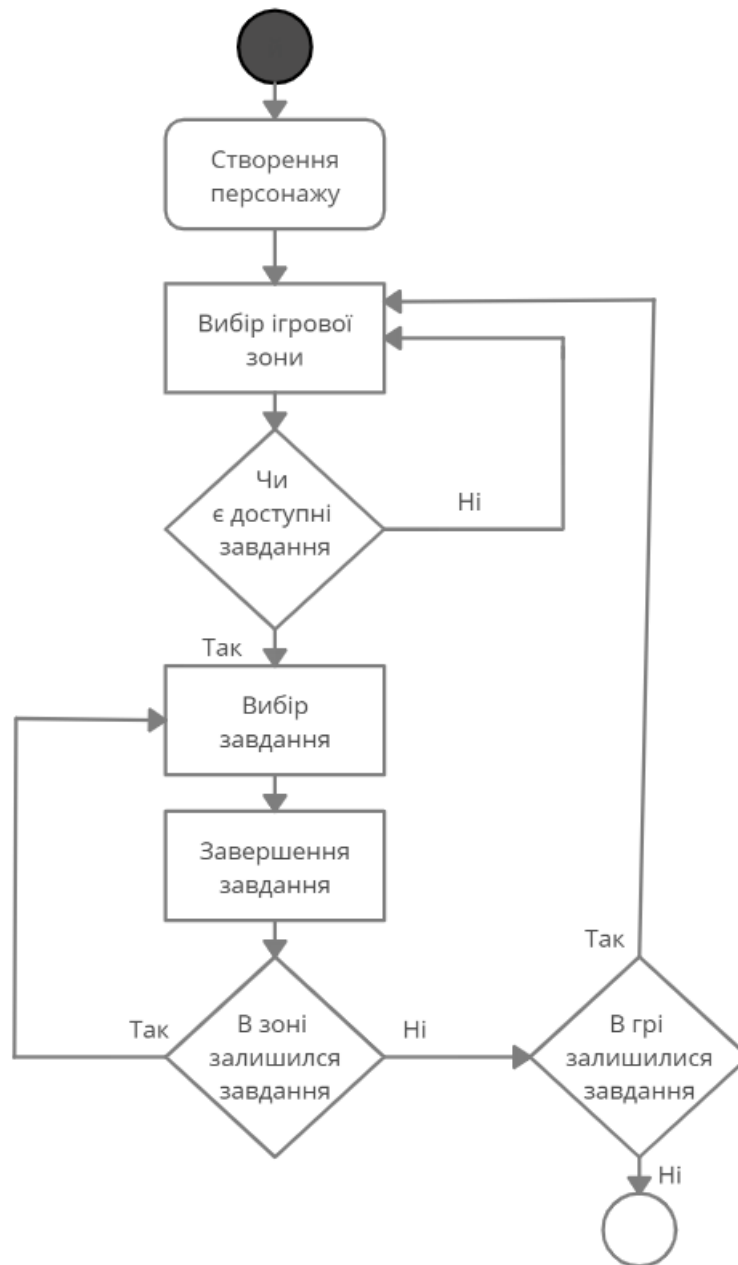 Створення
персонажу
Вибір ігрової
зони
Чи
є доступні
завдання
Ні
Так
Вибір
завдання
Завершення
завдання
Так
В зоні
залишился
завдання
Ні
Так
В грі
залишилися
завдання
Ні